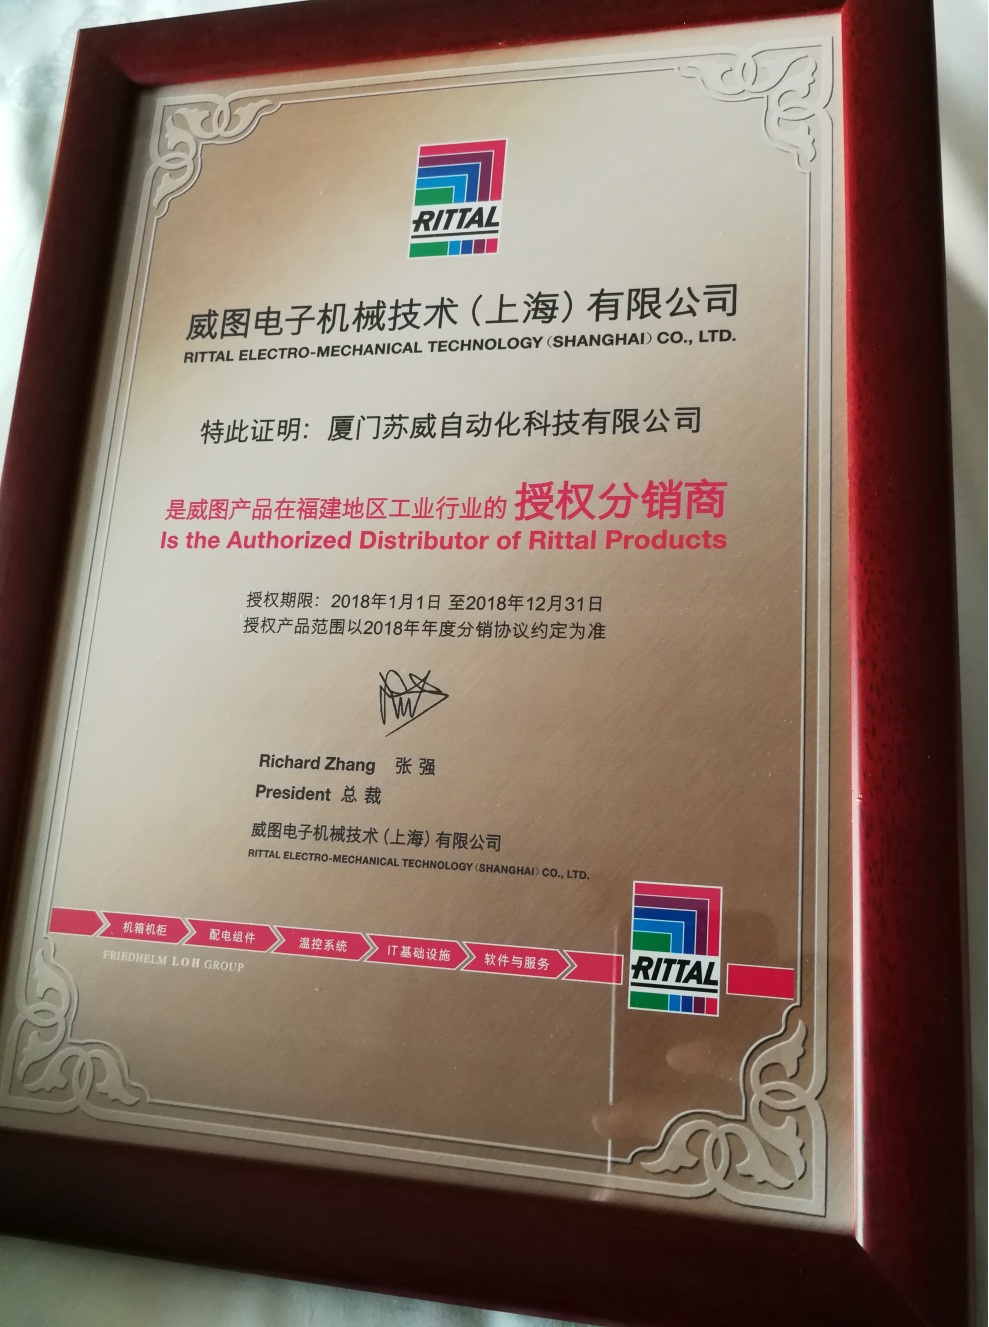 RITTAL
威图电子机械技术（上海）有限公司
RITTAL ELECTRO-MECHANICAL TECHNOLOGY（SHANGHAI）CO., LTD.
特此证明：厦门苏威自动化科技有限公司
是威图产品在福建地区工业行业的 授权分销商
Is the Authorized Distributor of Rittal Products
授权期限：2018年1月1日 至2018年12月31日
授权产品范围以2018年年度分销协议约定为准
Richard Zhang 张 强
President 总 裁
威图电子机械技术（上海）有限公司
RITTAL ELECTRO-MECHANICAL TECHNOLOGY（SHANGHAI）CO., LTD.
机箱机柜 配电组件 温控系统 IT基础设施 软件与服务
RITTAL
FRIEDHELM LOH GROUP